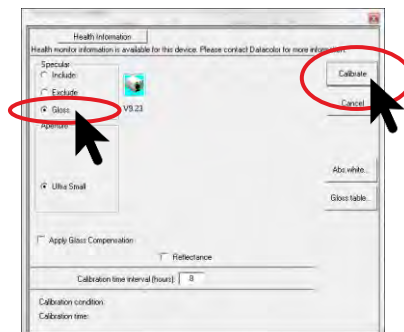 Health Information
Health monitor information is available for this device. Please contact Datacolor for more information.
Specular
Include
Exclude
Gloss
V9.23
Calibrate
Cancel
Aperture
Ultra Small
Abs.white...
Gloss table...
Apply Gloss Compensation
Reflectance
Calibration time interval (hours): 8
Calibration condition:
Calibration time: